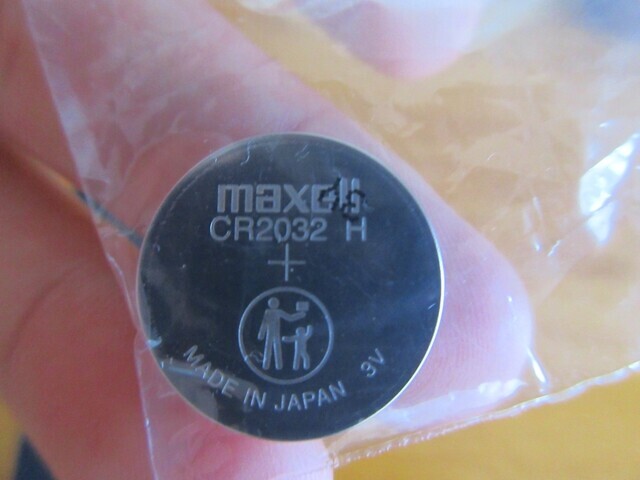 maxell
CR2032 H
+
MADE IN JAPAN 3V